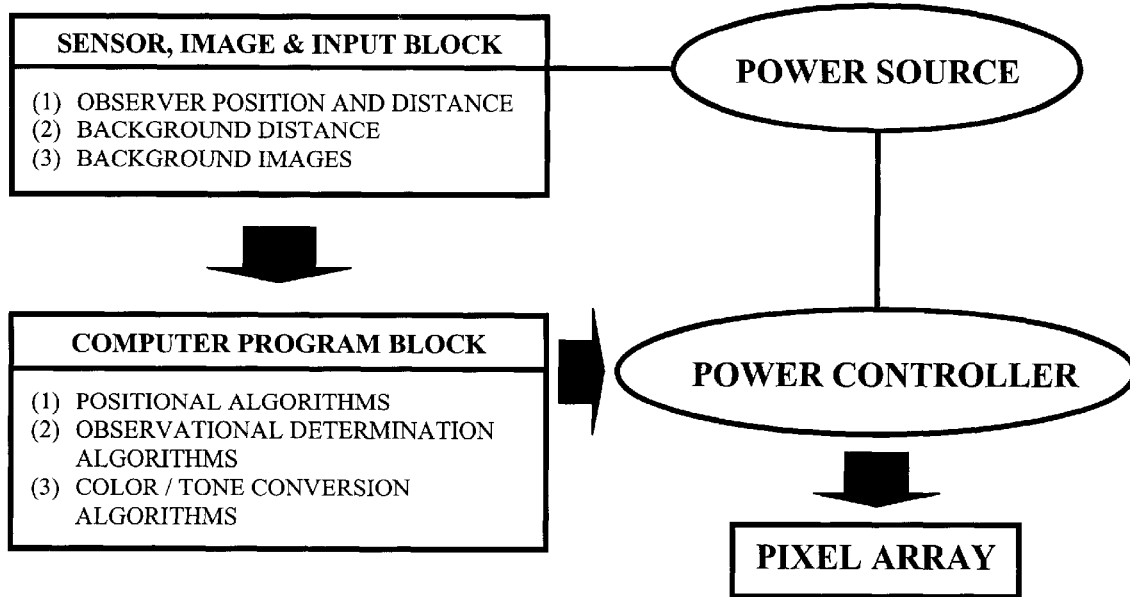 SENSOR, IMAGE & INPUT BLOCK
(1) OBSERVER POSITION AND DISTANCE
(2) BACKGROUND DISTANCE
(3) BACKGROUND IMAGES
POWER SOURCE
COMPUTER PROGRAM BLOCK
(1) POSITIONAL ALGORITHMS
(2) OBSERVATIONAL DETERMINATION
ALGORITHMS
(3) COLOR / TONE CONVERSION
ALGORITHMS
POWER CONTROLLER
PIXEL ARRAY